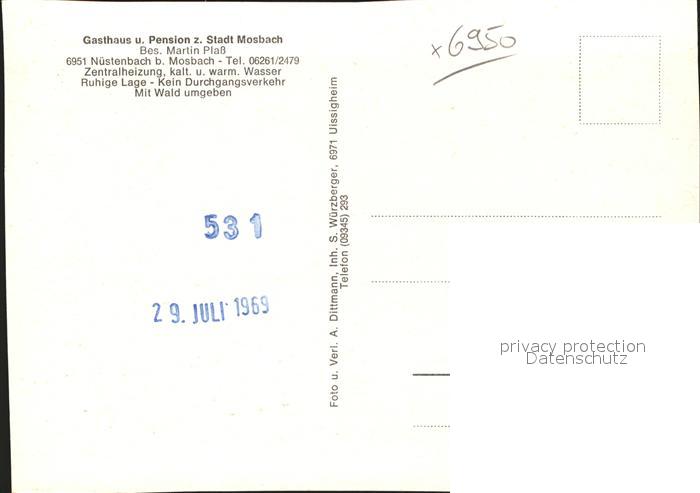 Gasthaus u. Pension z. Stadt Mosbach
Bes. Martin Plaß
6951 Nüstenbach b. Mosbach - Tel. 06261/2479
Zentralheizung, kalt. u. warm. Wasser
Ruhige Lage - Kein Durchgangsverkehr
Mit Wald umgeben
531
29. JULI 1969
Foto u. Verl. A. Dittmann, Inh. S. Würzberger, 6971 Uissigheim
Telefon (09345) 293
x 6950
privacy protection
Datenschutz